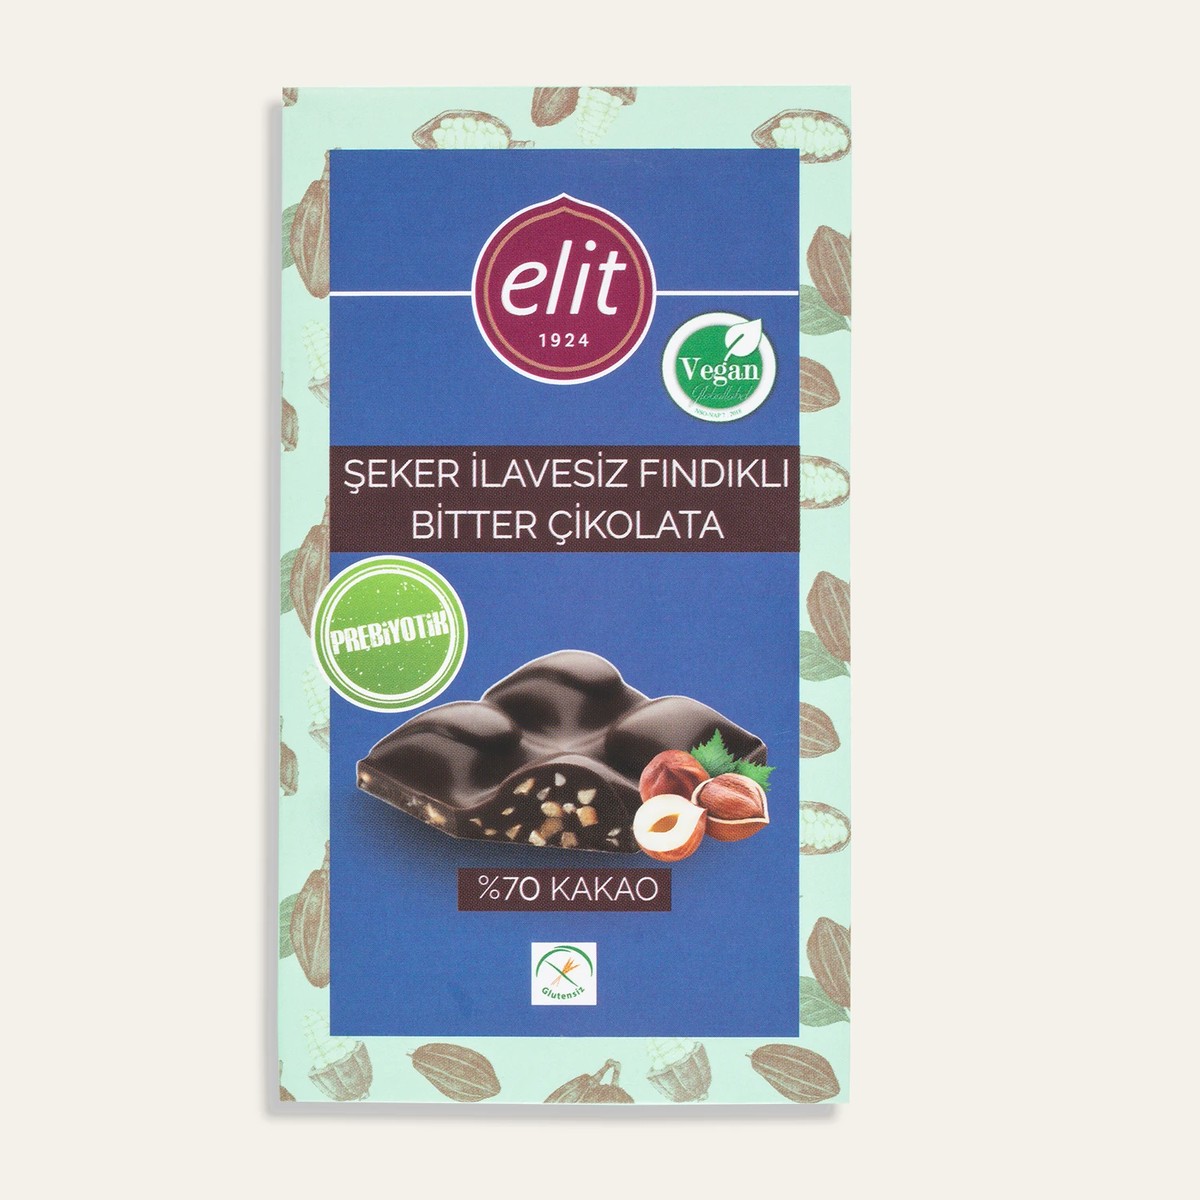 elit
1924
Vegan
ŞEKER İLAVESİZ FINDIKLI
BİTTER ÇİKOLATA
PREBİYOTİK
%70 KAKAO
Glutensiz